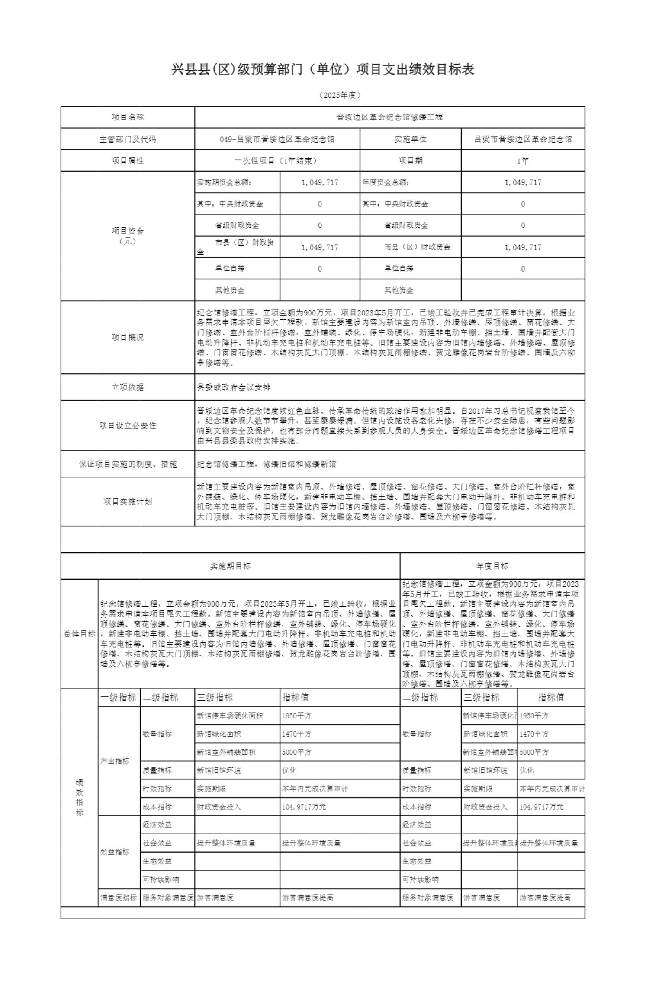 兴县县(区)级预算部门（单位）项目支出绩效目标表
（2025年度）
项目名称 晋绥边区革命纪念馆修缮工程
主管部门及代码 049-吕梁市晋绥边区革命纪念馆 实施单位 吕梁市晋绥边区革命纪念馆
项目属性 一次性项目（1年结束） 项目期 1年
项目资金
（元）
实施期资金总额： 1,049,717 年度资金总额： 1,049,717
其中：中央财政资金 0 其中：中央财政资金 0
省级财政资金 0 省级财政资金 0
市县（区）财政资
金 1,049,717 市县（区）财政资金 1,049,717
单位自筹 0 单位自筹 0
其他资金 其他资金
项目概况
纪念馆修缮工程，立项金额为900万元，项目2023年5月开工，已竣工验收并已完成工程审计决算，根据业
务需求申请本项目尾欠工程款。新馆主要建设内容为新馆室内吊顶、外墙修缮、屋顶修缮、窗花修缮、大
门修缮、室外台阶栏杆修缮，室外铺装、绿化、停车场硬化，新建非电动车棚、挡土墙、围墙并配套大门
电动升降杆、非机动车充电桩和机动车充电桩等。旧馆主要建设内容为旧馆内墙修缮、外墙修缮、屋顶修
缮、门窗窗花修缮、木结构灰瓦大门顶棚、木结构灰瓦雨棚修缮、贺龙雕像花岗岩台阶修缮、围墙及六柳
亭修缮等。
立项依据 县委或政府会议安排
项目设立必要性
晋绥边区革命纪念馆赓续红色血脉、传承革命传统的政治作用愈加明显。自2017年习总书记视察我馆至今
，纪念馆参观人数节节攀升，甚至屡屡爆满。但馆内设施设备老化失修，存在不少安全隐患，有些问题影
响到文物安全及保护，也有部分问题直接关系到参观人员的人身安全。晋绥边区革命纪念馆修缮工程项目
由兴县县委县政府安排实施。
保证项目实施的制度、措施 纪念馆修缮工程，修缮旧馆和修缮新馆
项目实施计划
新馆主要建设内容为新馆室内吊顶、外墙修缮、屋顶修缮、窗花修缮、大门修缮、室外台阶栏杆修缮，室
外铺装、绿化、停车场硬化，新建非电动车棚、挡土墙、围墙并配套大门电动升降杆、非机动车充电桩和
机动车充电桩等。旧馆主要建设内容为旧馆内墙修缮、外墙修缮、屋顶修缮、门窗窗花修缮、木结构灰瓦
大门顶棚、木结构灰瓦雨棚修缮、贺龙雕像花岗岩台阶修缮、围墙及六柳亭修缮等。
实施期目标 年度目标
总体目标
纪念馆修缮工程，立项金额为900万元，项目2023年5月开工，已竣工验收，根据业
务需求申请本项目尾欠工程款。新馆主要建设内容为新馆室内吊顶、外墙修缮、屋
顶修缮、窗花修缮、大门修缮、室外台阶栏杆修缮，室外铺装、绿化、停车场硬化
，新建非电动车棚、挡土墙、围墙并配套大门电动升降杆、非机动车充电桩和机动
车充电桩等。旧馆主要建设内容为旧馆内墙修缮、外墙修缮、屋顶修缮、门窗窗花
修缮、木结构灰瓦大门顶棚、木结构灰瓦雨棚修缮、贺龙雕像花岗岩台阶修缮、围
墙及六柳亭修缮等。
纪念馆修缮工程，立项金额为900万元，项目2023
年5月开工，已竣工验收，根据业务需求申请本项
目尾欠工程款。新馆主要建设内容为新馆室内吊
顶、外墙修缮、屋顶修缮、窗花修缮、大门修缮
、室外台阶栏杆修缮，室外铺装、绿化、停车场
硬化，新建非电动车棚、挡土墙、围墙并配套大
门电动升降杆、非机动车充电桩和机动车充电桩
等。旧馆主要建设内容为旧馆内墙修缮、外墙修
缮、屋顶修缮、门窗窗花修缮、木结构灰瓦大门
顶棚、木结构灰瓦雨棚修缮、贺龙雕像花岗岩台
阶修缮、围墙及六柳亭修缮等。
绩
效
指
标
一级指标 二级指标 三级指标 指标值 二级指标 三级指标 指标值
产出指标
数量指标 新馆停车场硬化面积 1950平方 数量指标 新馆停车场硬化 1950平方
新馆绿化面积 1470平方 新馆绿化面积 1470平方
新馆室外铺装面积 5000平方 新馆室外铺装面 5000平方
质量指标 新馆旧馆环境 优化 质量指标 新馆旧馆环境 优化
时效指标 实施期限 本年内完成决算审计 时效指标 实施期限 本年内完成决算审计
成本指标 财政资金投入 104.9717万元 成本指标 财政资金投入 104.9717万元
效益指标
经济效益 经济效益
社会效益 提升整体环境质量 提升整体环境质量 社会效益 提升整体环境质 提升整体环境质量
生态效益 生态效益
可持续影响 可持续影响
满意度指标 服务对象满意度 游客满意度 游客满意度提高 服务对象满意度 游客满意度 游客满意度提高